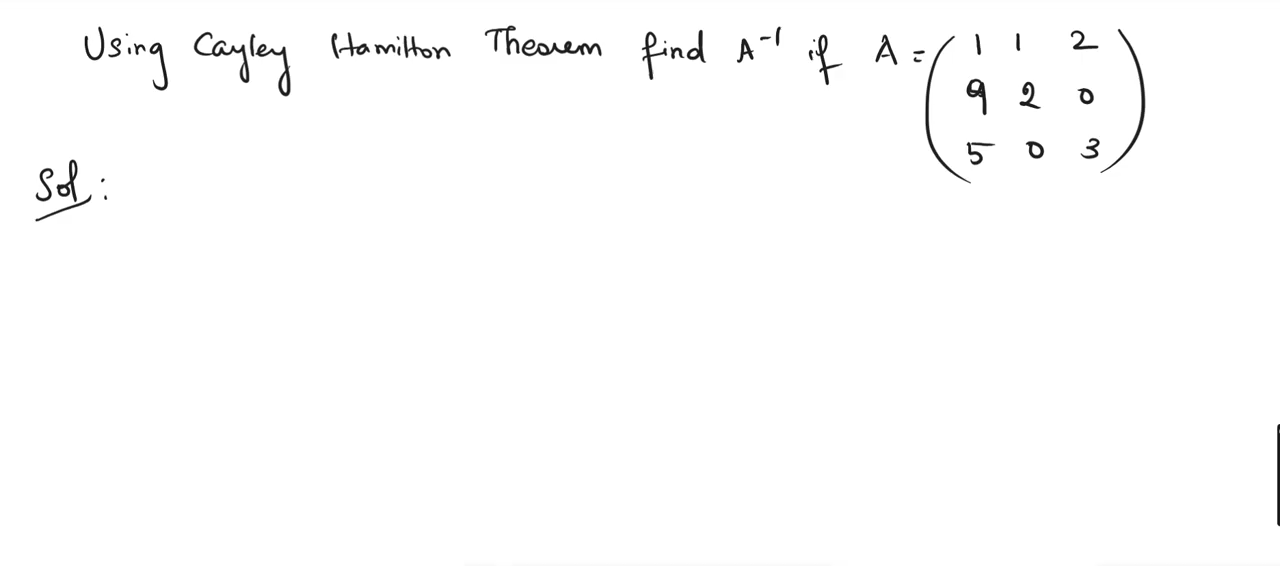 Using Cayley Hamilton Theorem find A⁻¹ if A = ( 1 1 2
9 2 0
5 0 3 )
Sol: